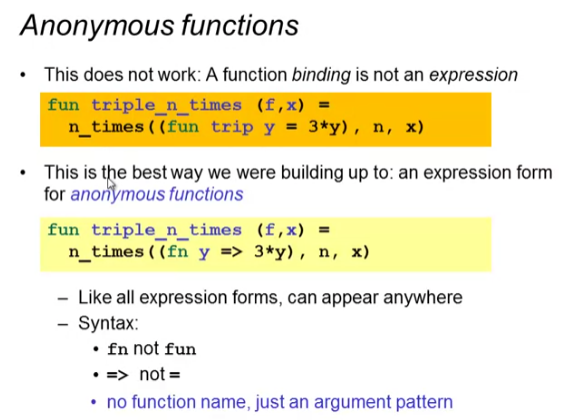 Anonymous functions
• This does not work: A function binding is not an expression
fun triple_n_times (f,x) =
n_times((fun trip y = 3*y), n, x)
• This is the best way we were building up to: an expression form
for anonymous functions
fun triple_n_times (f,x) =
n_times((fn y => 3*y), n, x)
– Like all expression forms, can appear anywhere
– Syntax:
• fn not fun
• => not =
• no function name, just an argument pattern